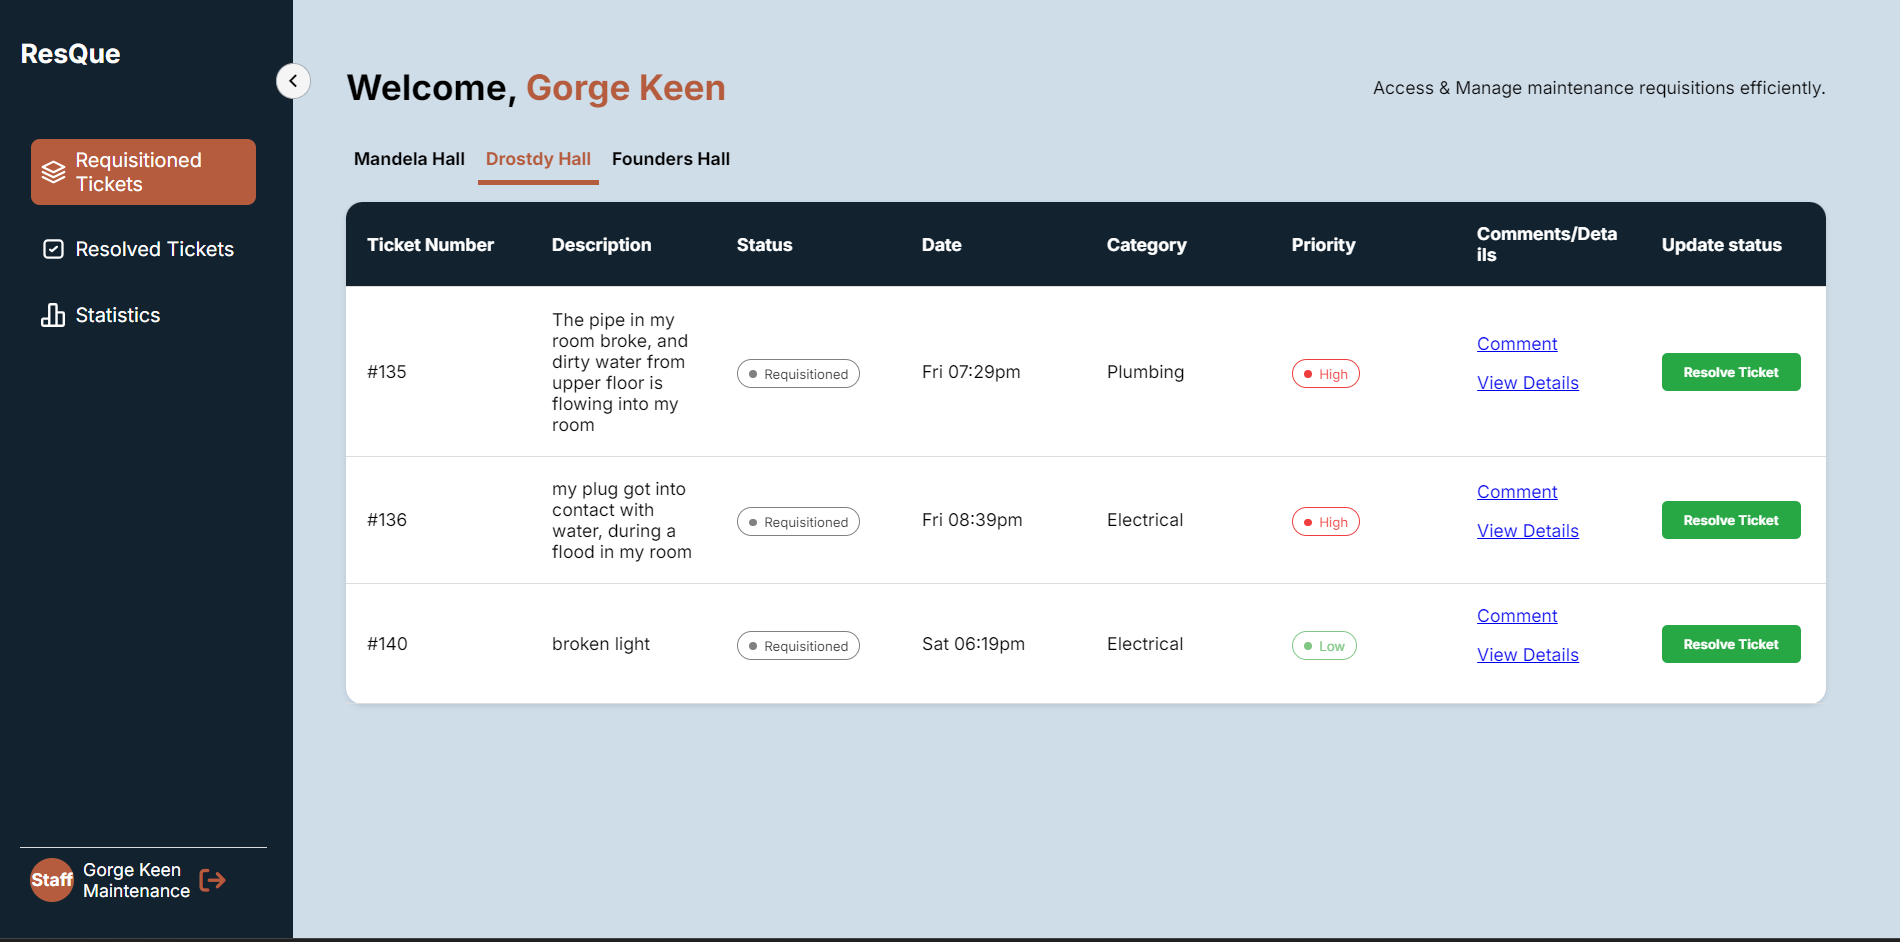 ResQue
Requisitioned
Tickets
Resolved Tickets
Statistics
Staff
Gorge Keen
Maintenance
Welcome, Gorge Keen
Access & Manage maintenance requisitions efficiently.
Mandela Hall Drostdy Hall Founders Hall
Ticket Number Description Status Date Category Priority Comments/Deta
ils Update status
The pipe in my
room broke, and
dirty water from
upper floor is
flowing into my
room
#135 Requisitioned Fri 07:29pm Plumbing High
Comment
View Details
Resolve Ticket
my plug got into
contact with
water, during a
flood in my room
#136 Requisitioned Fri 08:39pm Electrical High
Comment
View Details
Resolve Ticket
#140 broken light Requisitioned Sat 06:19pm Electrical Low
Comment
View Details
Resolve Ticket